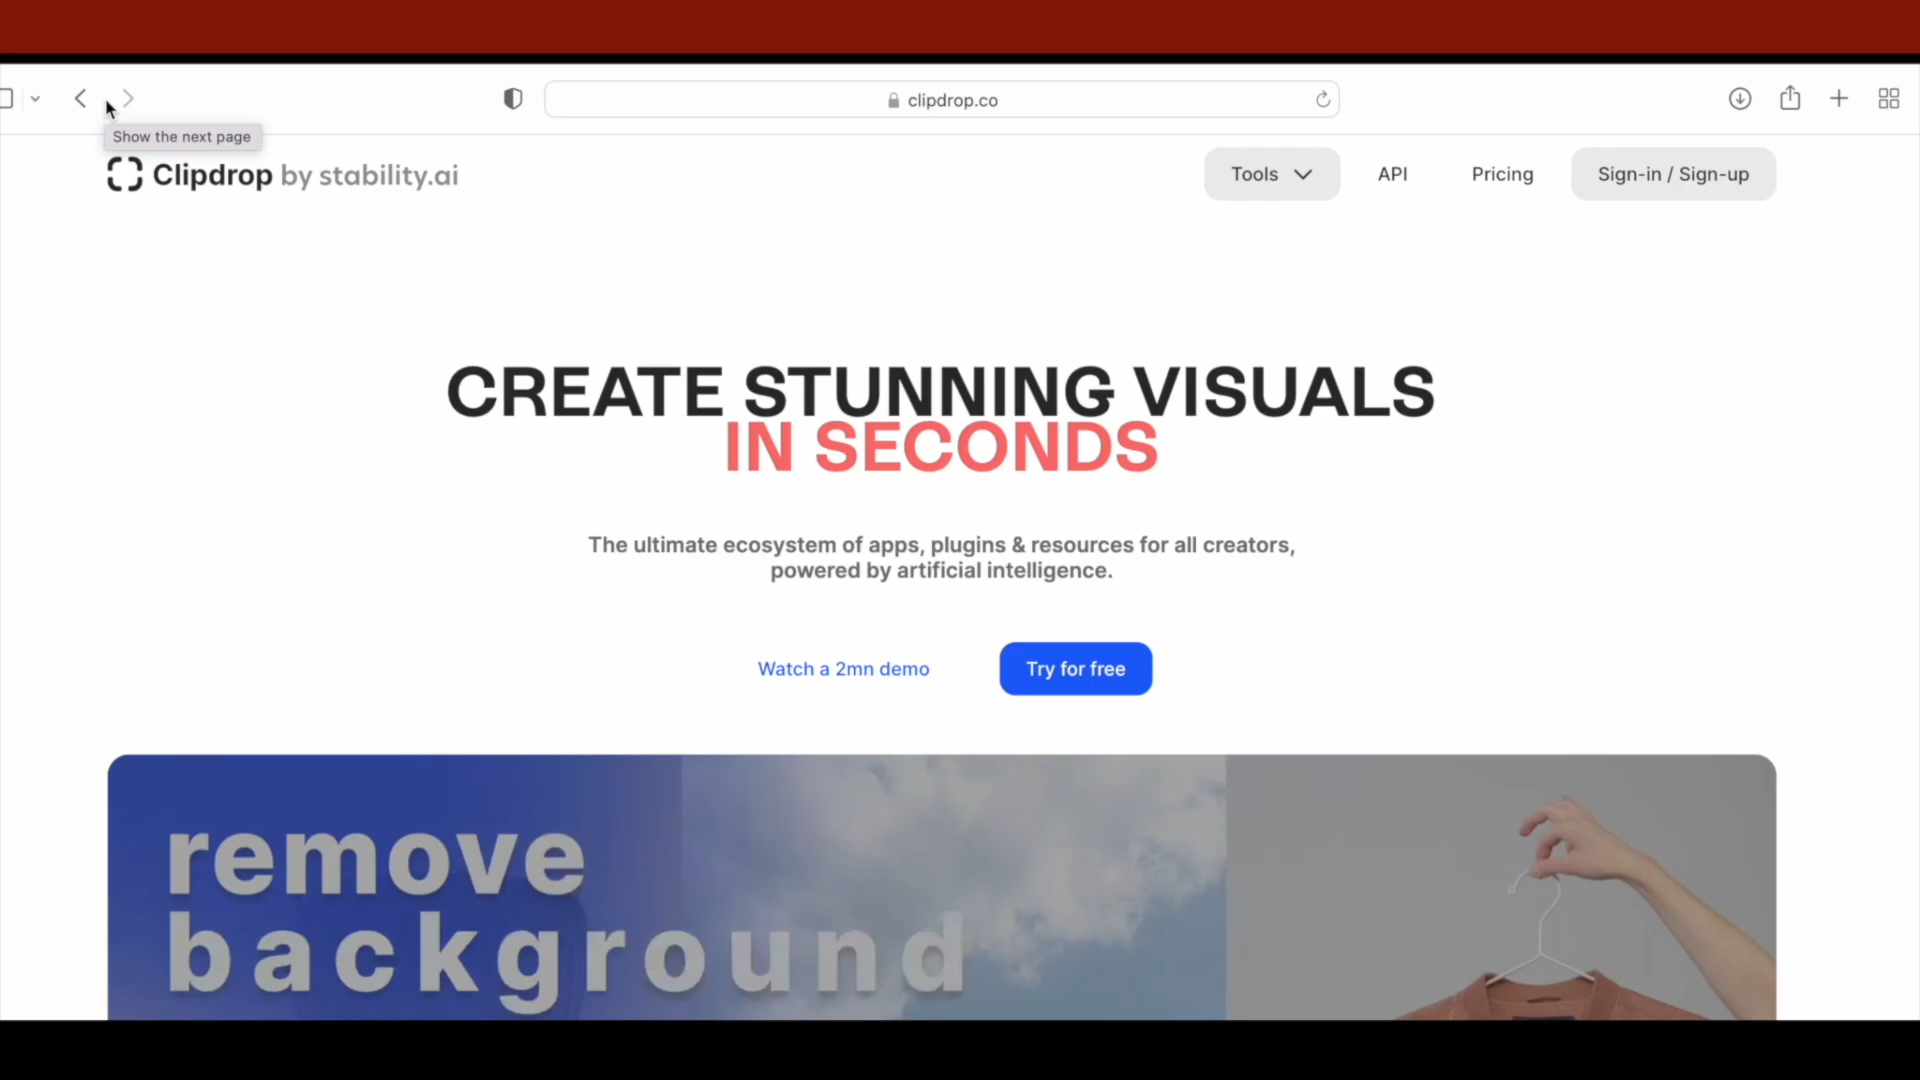 clipdrop.co
Show the next page
Clipdrop by stability.ai
Tools
API
Pricing
Sign-in / Sign-up
CREATE STUNNING VISUALS
IN SECONDS
The ultimate ecosystem of apps, plugins & resources for all creators,
powered by artificial intelligence.
Watch a 2mn demo
Try for free
remove
background